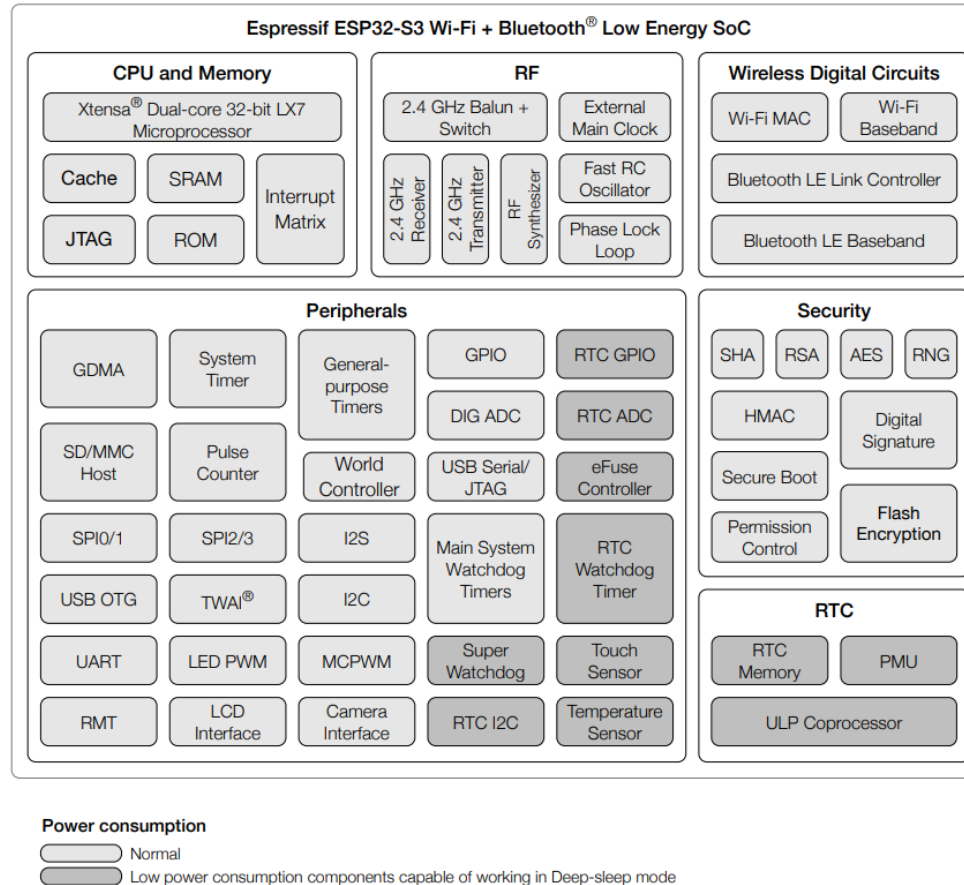 Espressif ESP32-S3 Wi-Fi + Bluetooth® Low Energy SoC
CPU and Memory
Xtensa® Dual-core 32-bit LX7
Microprocessor
Cache
SRAM
Interrupt
Matrix
JTAG
ROM
RF
2.4 GHz Balun +
Switch
External
Main Clock
2.4 GHz
Receiver
2.4 GHz
Transmitter
RF
Synthesizer
Fast RC
Oscillator
Phase Lock
Loop
Wireless Digital Circuits
Wi-Fi MAC
Wi-Fi
Baseband
Bluetooth LE Link Controller
Bluetooth LE Baseband
Peripherals
GDMA
System
Timer
General-
purpose
Timers
GPIO
RTC GPIO
DIG ADC
RTC ADC
SD/MMC
Host
Pulse
Counter
World
Controller
USB Serial/
JTAG
eFuse
Controller
SPI0/1
SPI2/3
I2S
Main System
Watchdog
Timers
RTC
Watchdog
Timer
USB OTG
TWAI®
I2C
UART
LED PWM
MCPWM
Super
Watchdog
Touch
Sensor
RMT
LCD
Interface
Camera
Interface
RTC I2C
Temperature
Sensor
Security
SHA
RSA
AES
RNG
HMAC
Digital
Signature
Secure Boot
Flash
Encryption
Permission
Control
RTC
RTC
Memory
PMU
ULP Coprocessor
Power consumption
Normal
Low power consumption components capable of working in Deep-sleep mode